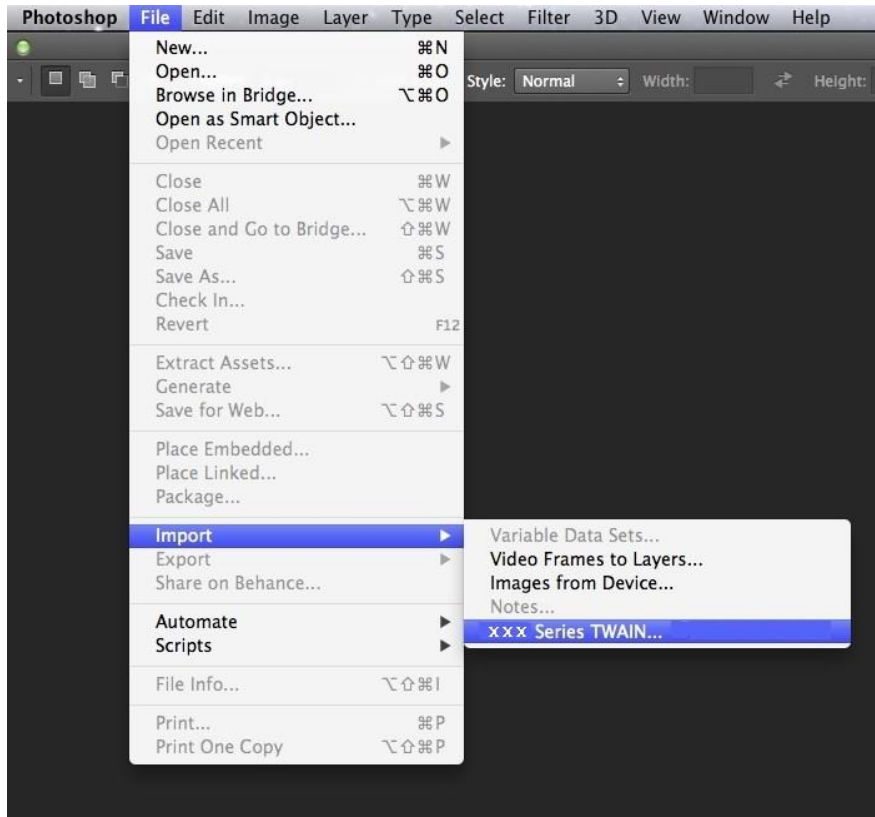 Photoshop File Edit Image Layer Type Select Filter 3D View Window Help
Style: Normal Width: Height:
New... ⌘N
Open... ⌘O
Browse in Bridge... ⌥⌘O
Open as Smart Object...
Open Recent
Close ⌘W
Close All ⌥⌘W
Close and Go to Bridge... ⇧⌘W
Save ⌘S
Save As... ⇧⌘S
Check In...
Revert F12
Extract Assets... ⌥⇧⌘W
Generate
Save for Web... ⌥⇧⌘S
Place Embedded...
Place Linked...
Package...
Import
Export
Share on Behance...
Automate
Scripts
File Info... ⌥⇧⌘I
Print... ⌘P
Print One Copy ⌥⇧⌘P
Variable Data Sets...
Video Frames to Layers...
Images from Device...
Notes...
xxx Series TWAIN...